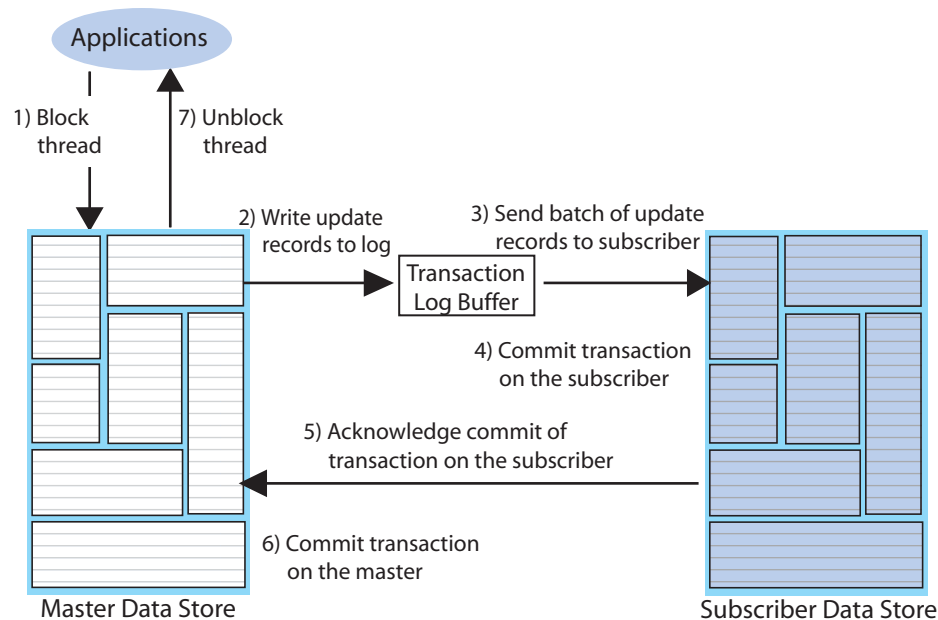 Applications
1) Block
thread
7) Unblock
thread
2) Write update
records to log
3) Send batch of update
records to subscriber
Transaction
Log Buffer
4) Commit transaction
on the subscriber
5) Acknowledge commit of
transaction on the subscriber
6) Commit transaction
on the master
Master Data Store
Subscriber Data Store